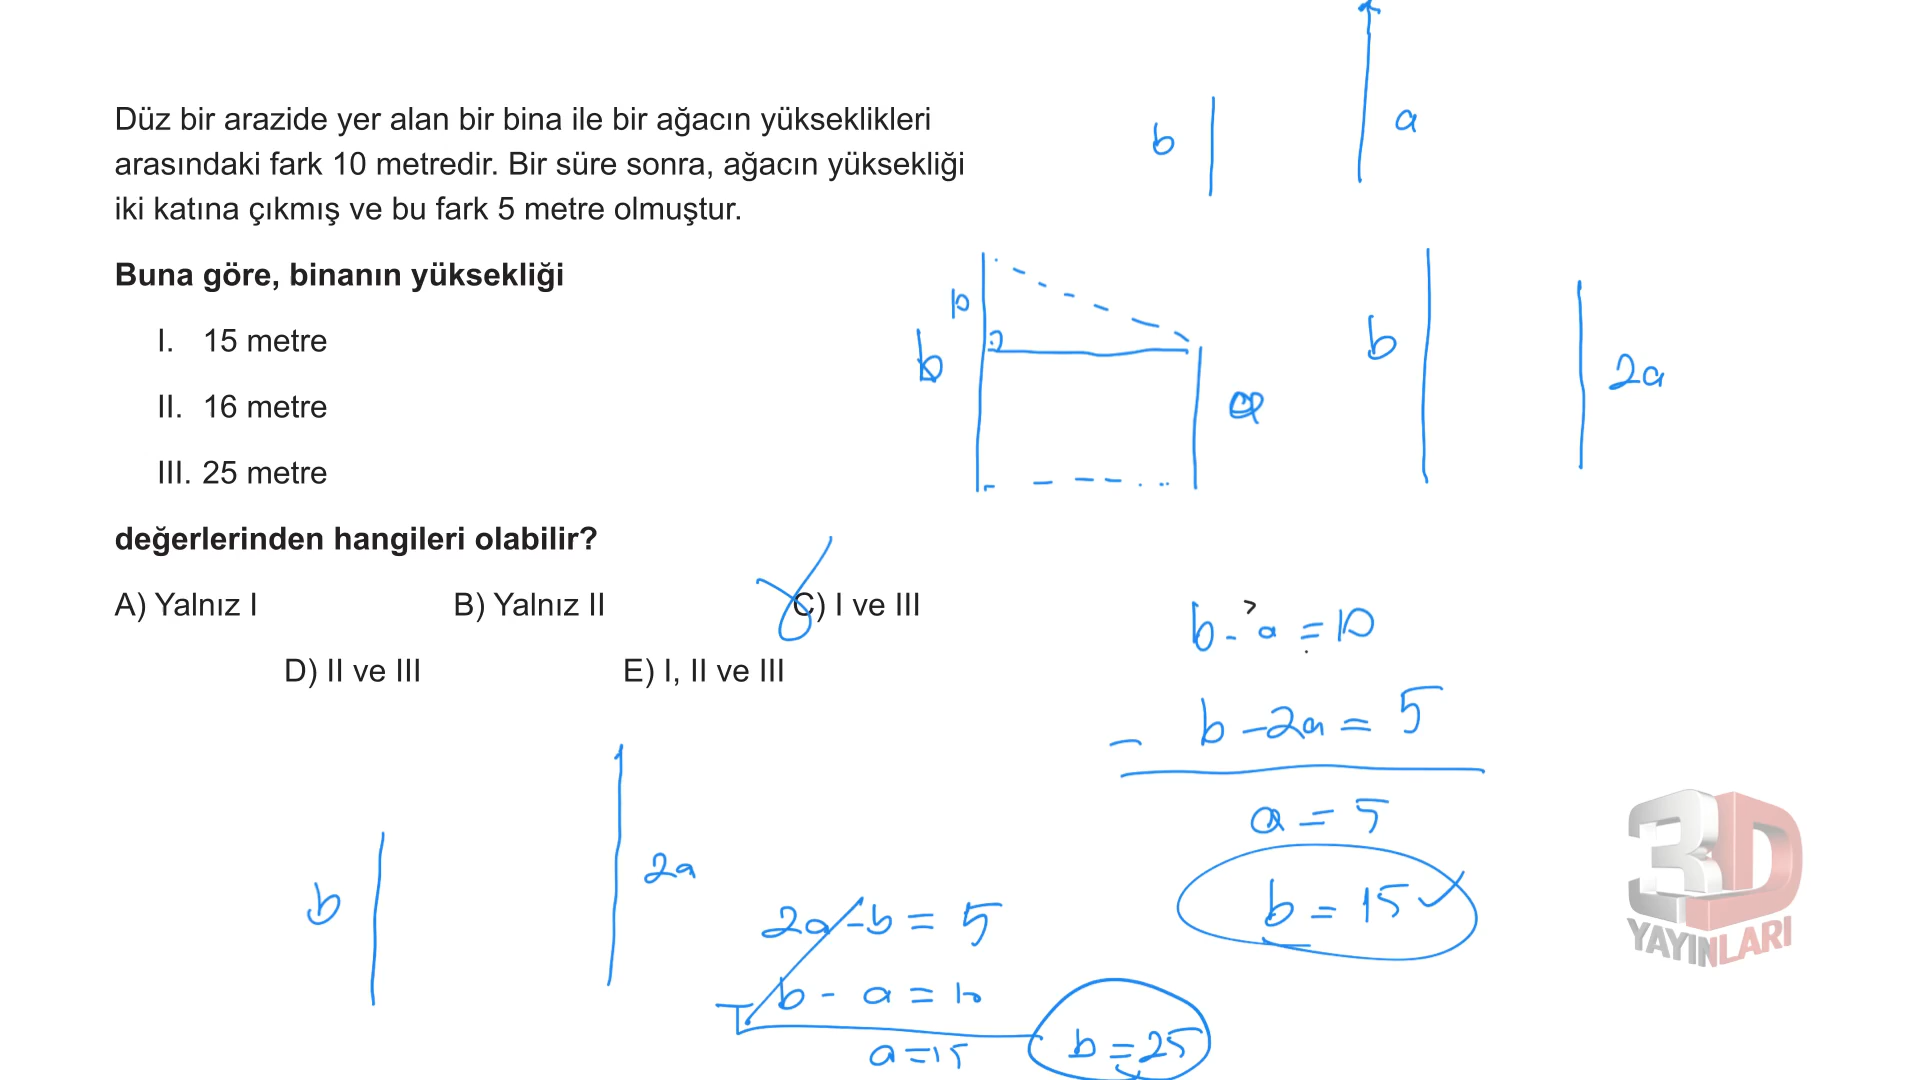 Düz bir arazide yer alan bir bina ile bir ağacın yükseklikleri
arasındaki fark 10 metredir. Bir süre sonra, ağacın yüksekliği
iki katına çıkmış ve bu fark 5 metre olmuştur.
Buna göre, binanın yüksekliği
I. 15 metre
II. 16 metre
III. 25 metre
değerlerinden hangileri olabilir?
A) Yalnız I B) Yalnız II C) I ve III
D) II ve III E) I, II ve III
b a
10
b a
b 2a
b - a = 10
- b - 2a = 5
a = 5
b = 15
b 2a
2a - b = 5
b - a = 10
a = 15
b = 25
3D
YAYINLARI